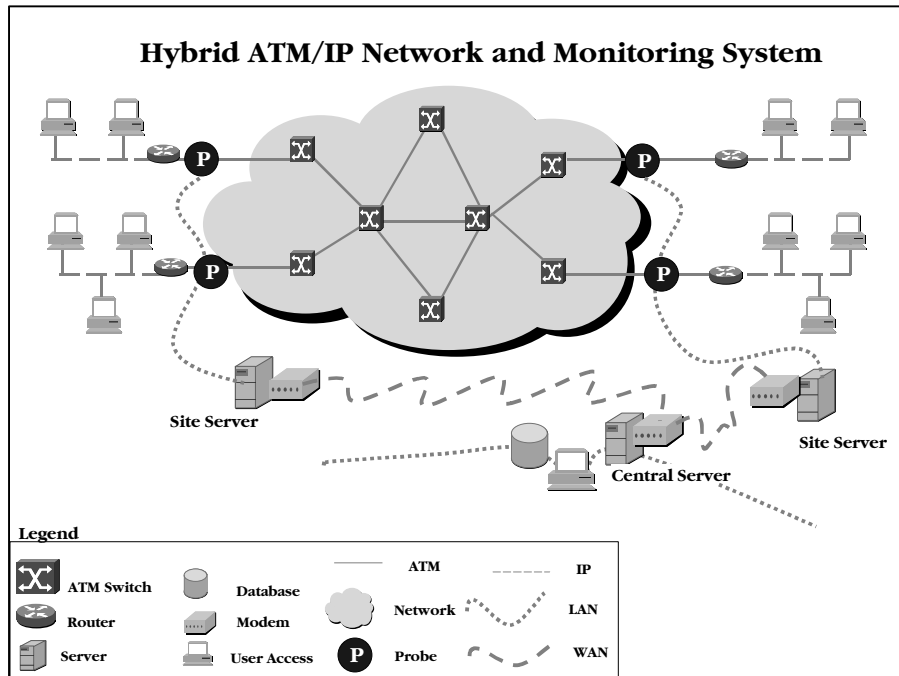 Hybrid ATM/IP Network and Monitoring System
P
P
P
P
Site Server
Site Server
Central Server
Legend
ATM Switch
Database
ATM
IP
Router
Modem
Network
LAN
Server
User Access
P
Probe
WAN